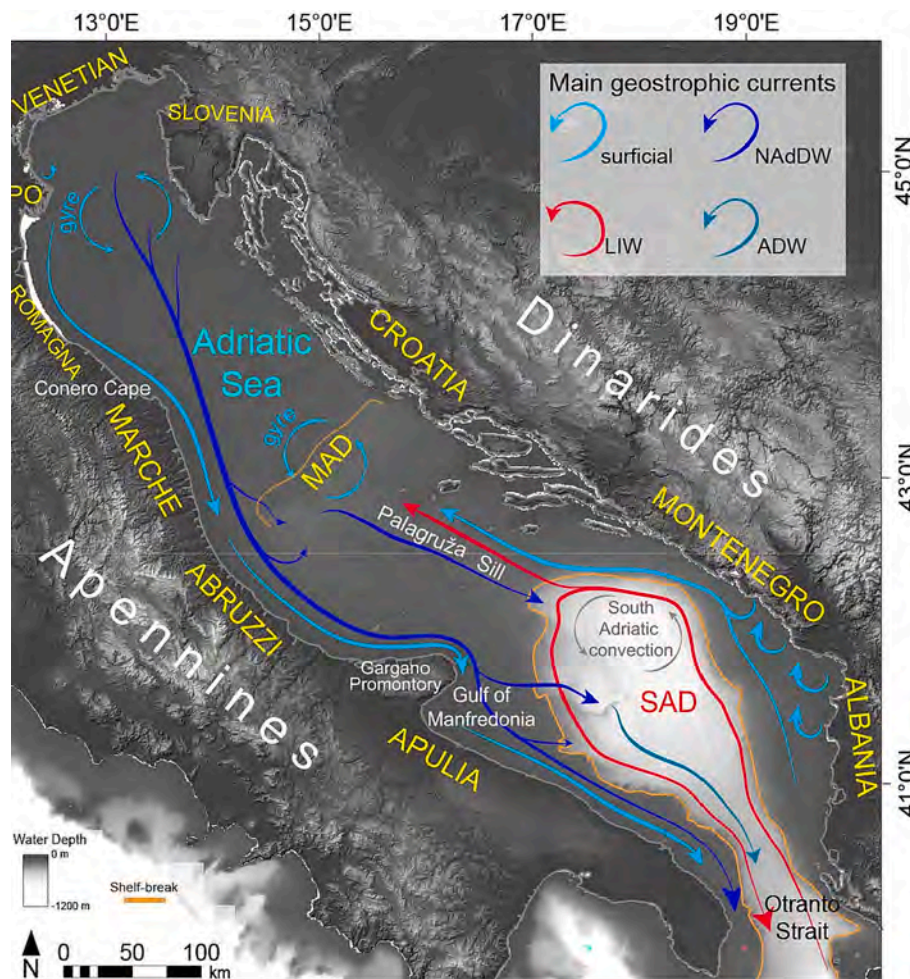 13°0'E
15°0'E
17°0'E
19°0'E
VENETIAN
SLOVENIA
Main geostrophic currents
surficial
NAdDW
LIW
ADW
45°0'N
PO
gyre
ROMAGNA
Adriatic
Sea
CROATIA
Dinarides
Conero Cape
MARCHE
gyre
MAD
43°0'N
Palagruža Sill
MONTENEGRO
Apennines
ABRUZZI
South
Adriatic
convection
Gargano
Promontory
Gulf of
Manfredonia
SAD
ALBANIA
APULIA
41°0'N
Water Depth
0 m
-1200 m
Shelf-break
Otranto
Strait
N
0 25 50 100
km